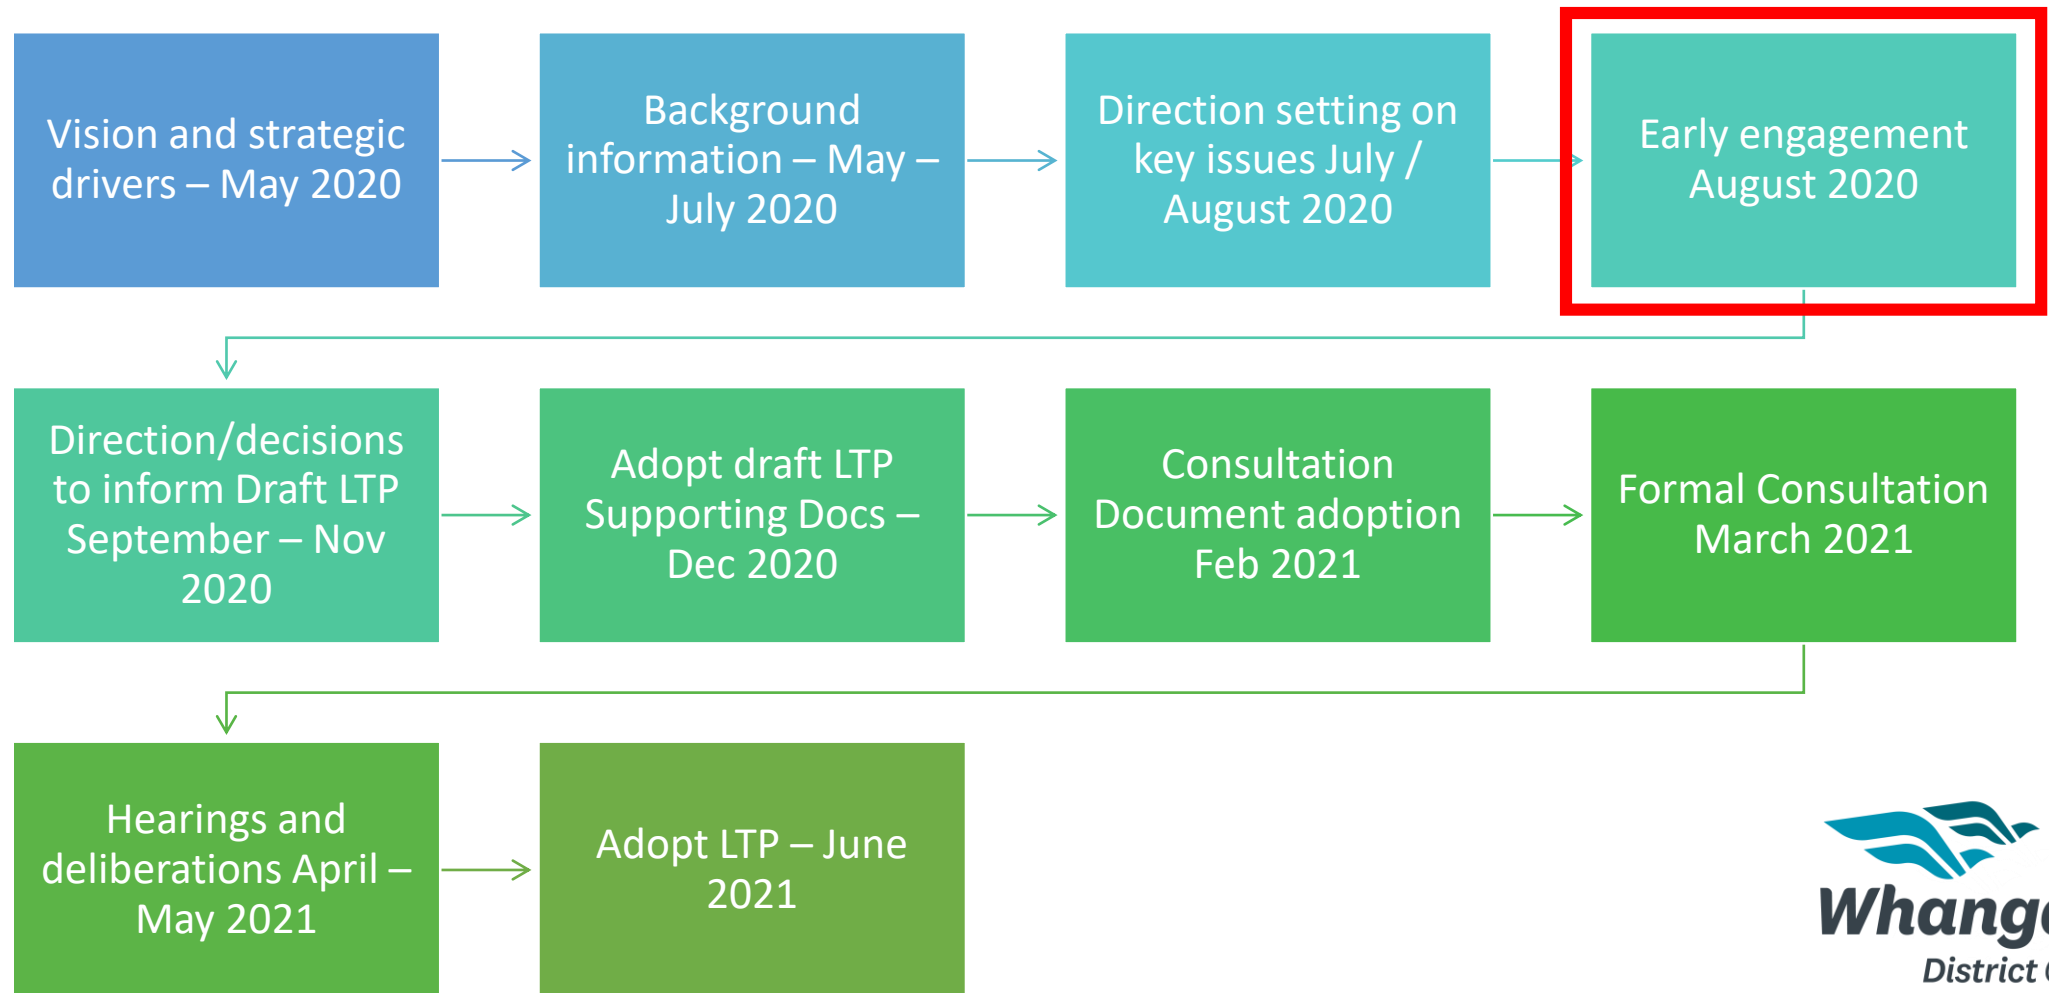 Vision and strategic
drivers – May 2020
Background
information – May –
July 2020
Direction setting on
key issues July /
August 2020
Early engagement
August 2020
Direction/decisions
to inform Draft LTP
September – Nov
2020
Adopt draft LTP
Supporting Docs –
Dec 2020
Consultation
Document adoption
Feb 2021
Formal Consultation
March 2021
Hearings and
deliberations April –
May 2021
Adopt LTP – June
2021
District